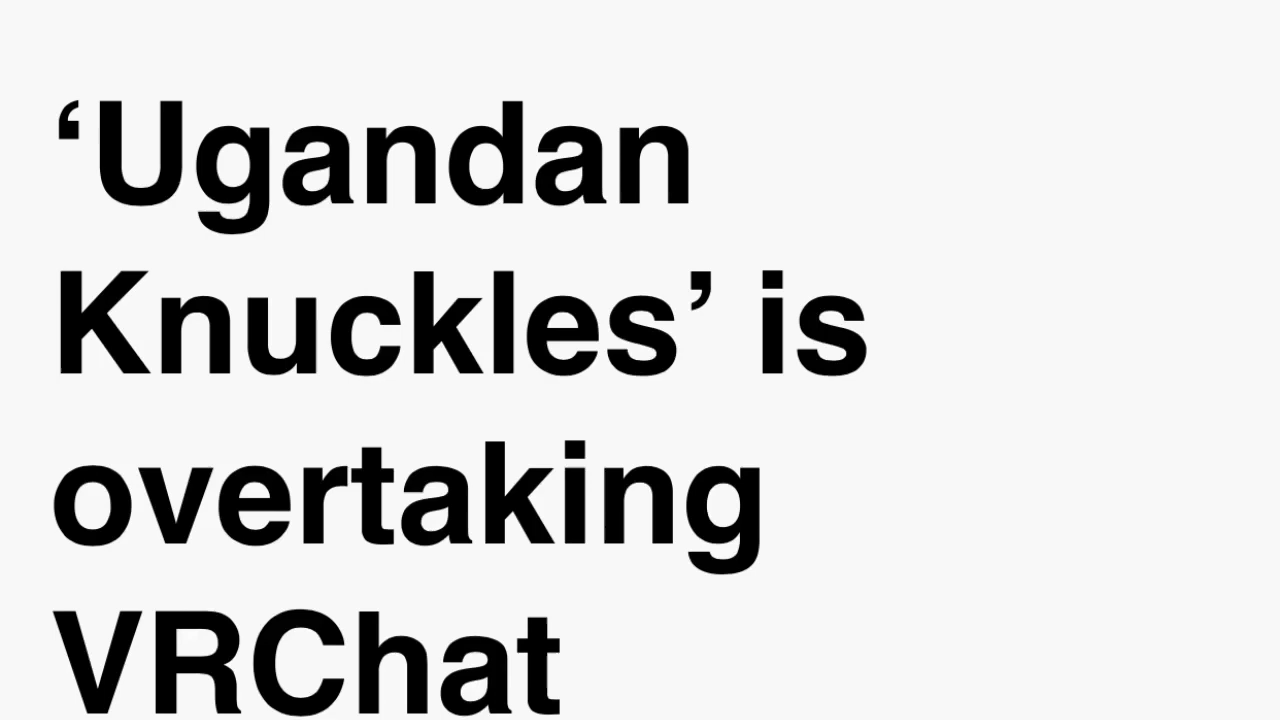 ‘Ugandan
Knuckles’ is
overtaking
VRChat